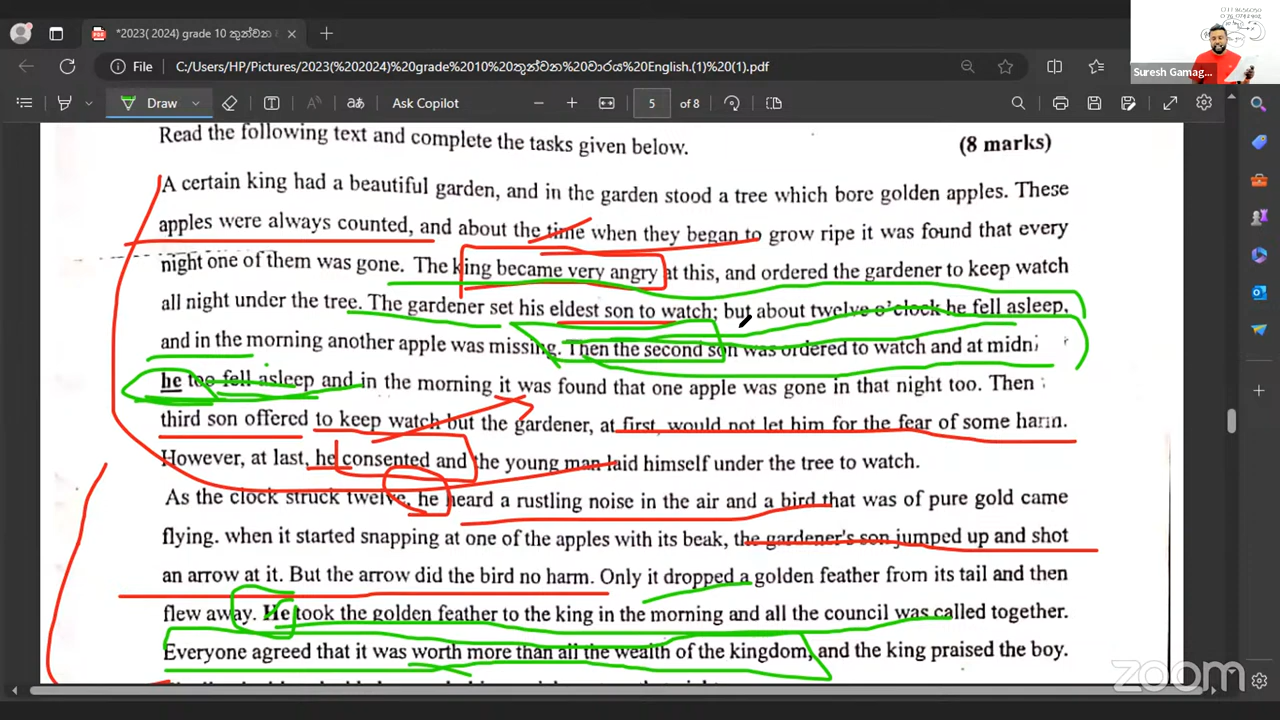 *2023( 2024) grade 10 තුන්වන
File C:/Users/HP/Pictures/2023(%202024)%20grade%2010%20තුන්වන%20වාරය%20English.(1)%20(1).pdf
Suresh Gamag...
Draw aあ Ask Copilot 5 of 8
Read the following text and complete the tasks given below. (8 marks)
A certain king had a beautiful garden, and in the garden stood a tree which bore golden apples. These
apples were always counted, and about the time when they began to grow ripe it was found that every
night one of them was gone. The king became very angry at this, and ordered the gardener to keep watch
all night under the tree. The gardener set his eldest son to watch; but about twelve o'clock he fell asleep,
and in the morning another apple was missing. Then the second son was ordered to watch and at midni
he too fell asleep and in the morning it was found that one apple was gone in that night too. Then
third son offered to keep watch but the gardener, at first, would not let him for the fear of some harm.
However, at last, he consented and the young man laid himself under the tree to watch.
As the clock struck twelve, he heard a rustling noise in the air and a bird that was of pure gold came
flying. when it started snapping at one of the apples with its beak, the gardener's son jumped up and shot
an arrow at it. But the arrow did the bird no harm. Only it dropped a golden feather from its tail and then
flew away. He took the golden feather to the king in the morning and all the council was called together.
Everyone agreed that it was worth more than all the wealth of the kingdom, and the king praised the boy.
zoom